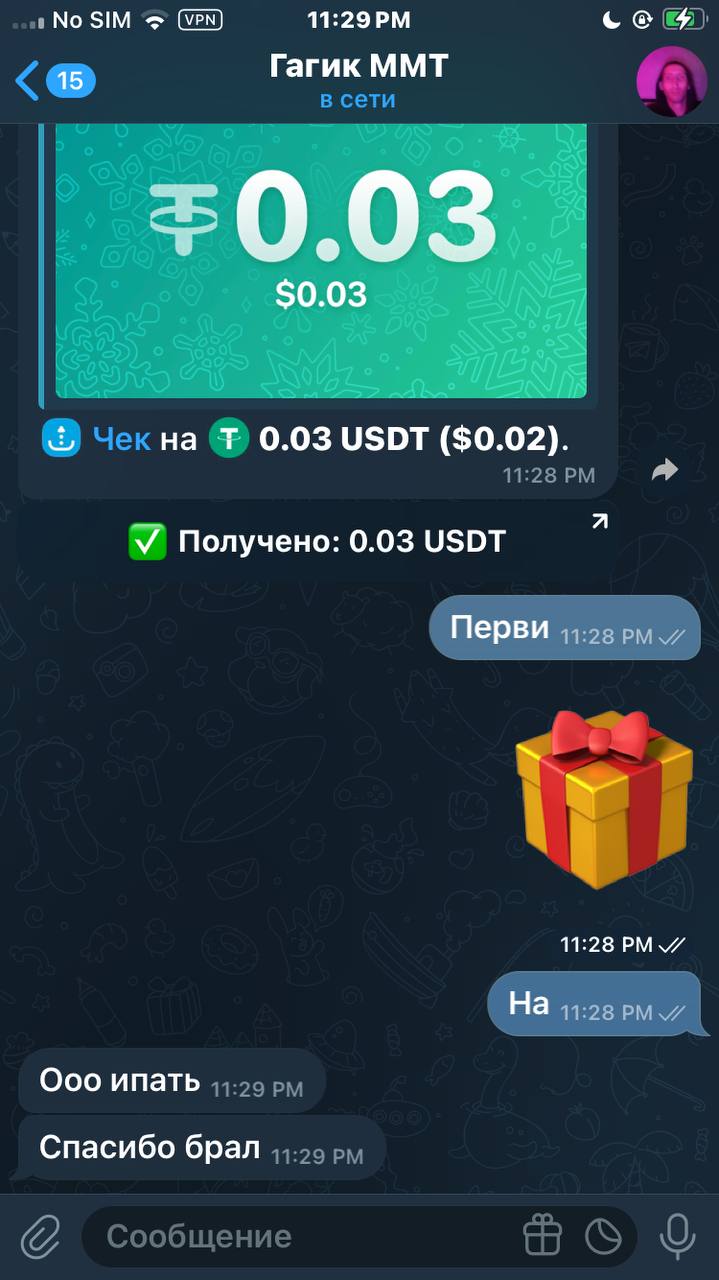 No SIM VPN 11:29 PM
15 Гагик ММТ
в сети
0.03
$0.03
Чек на 0.03 USDT ($0.02).
11:28 PM
Получено: 0.03 USDT
Перви 11:28 PM
11:28 PM
На 11:28 PM
Ооо ипать 11:29 PM
Спасибо брал 11:29 PM
Сообщение